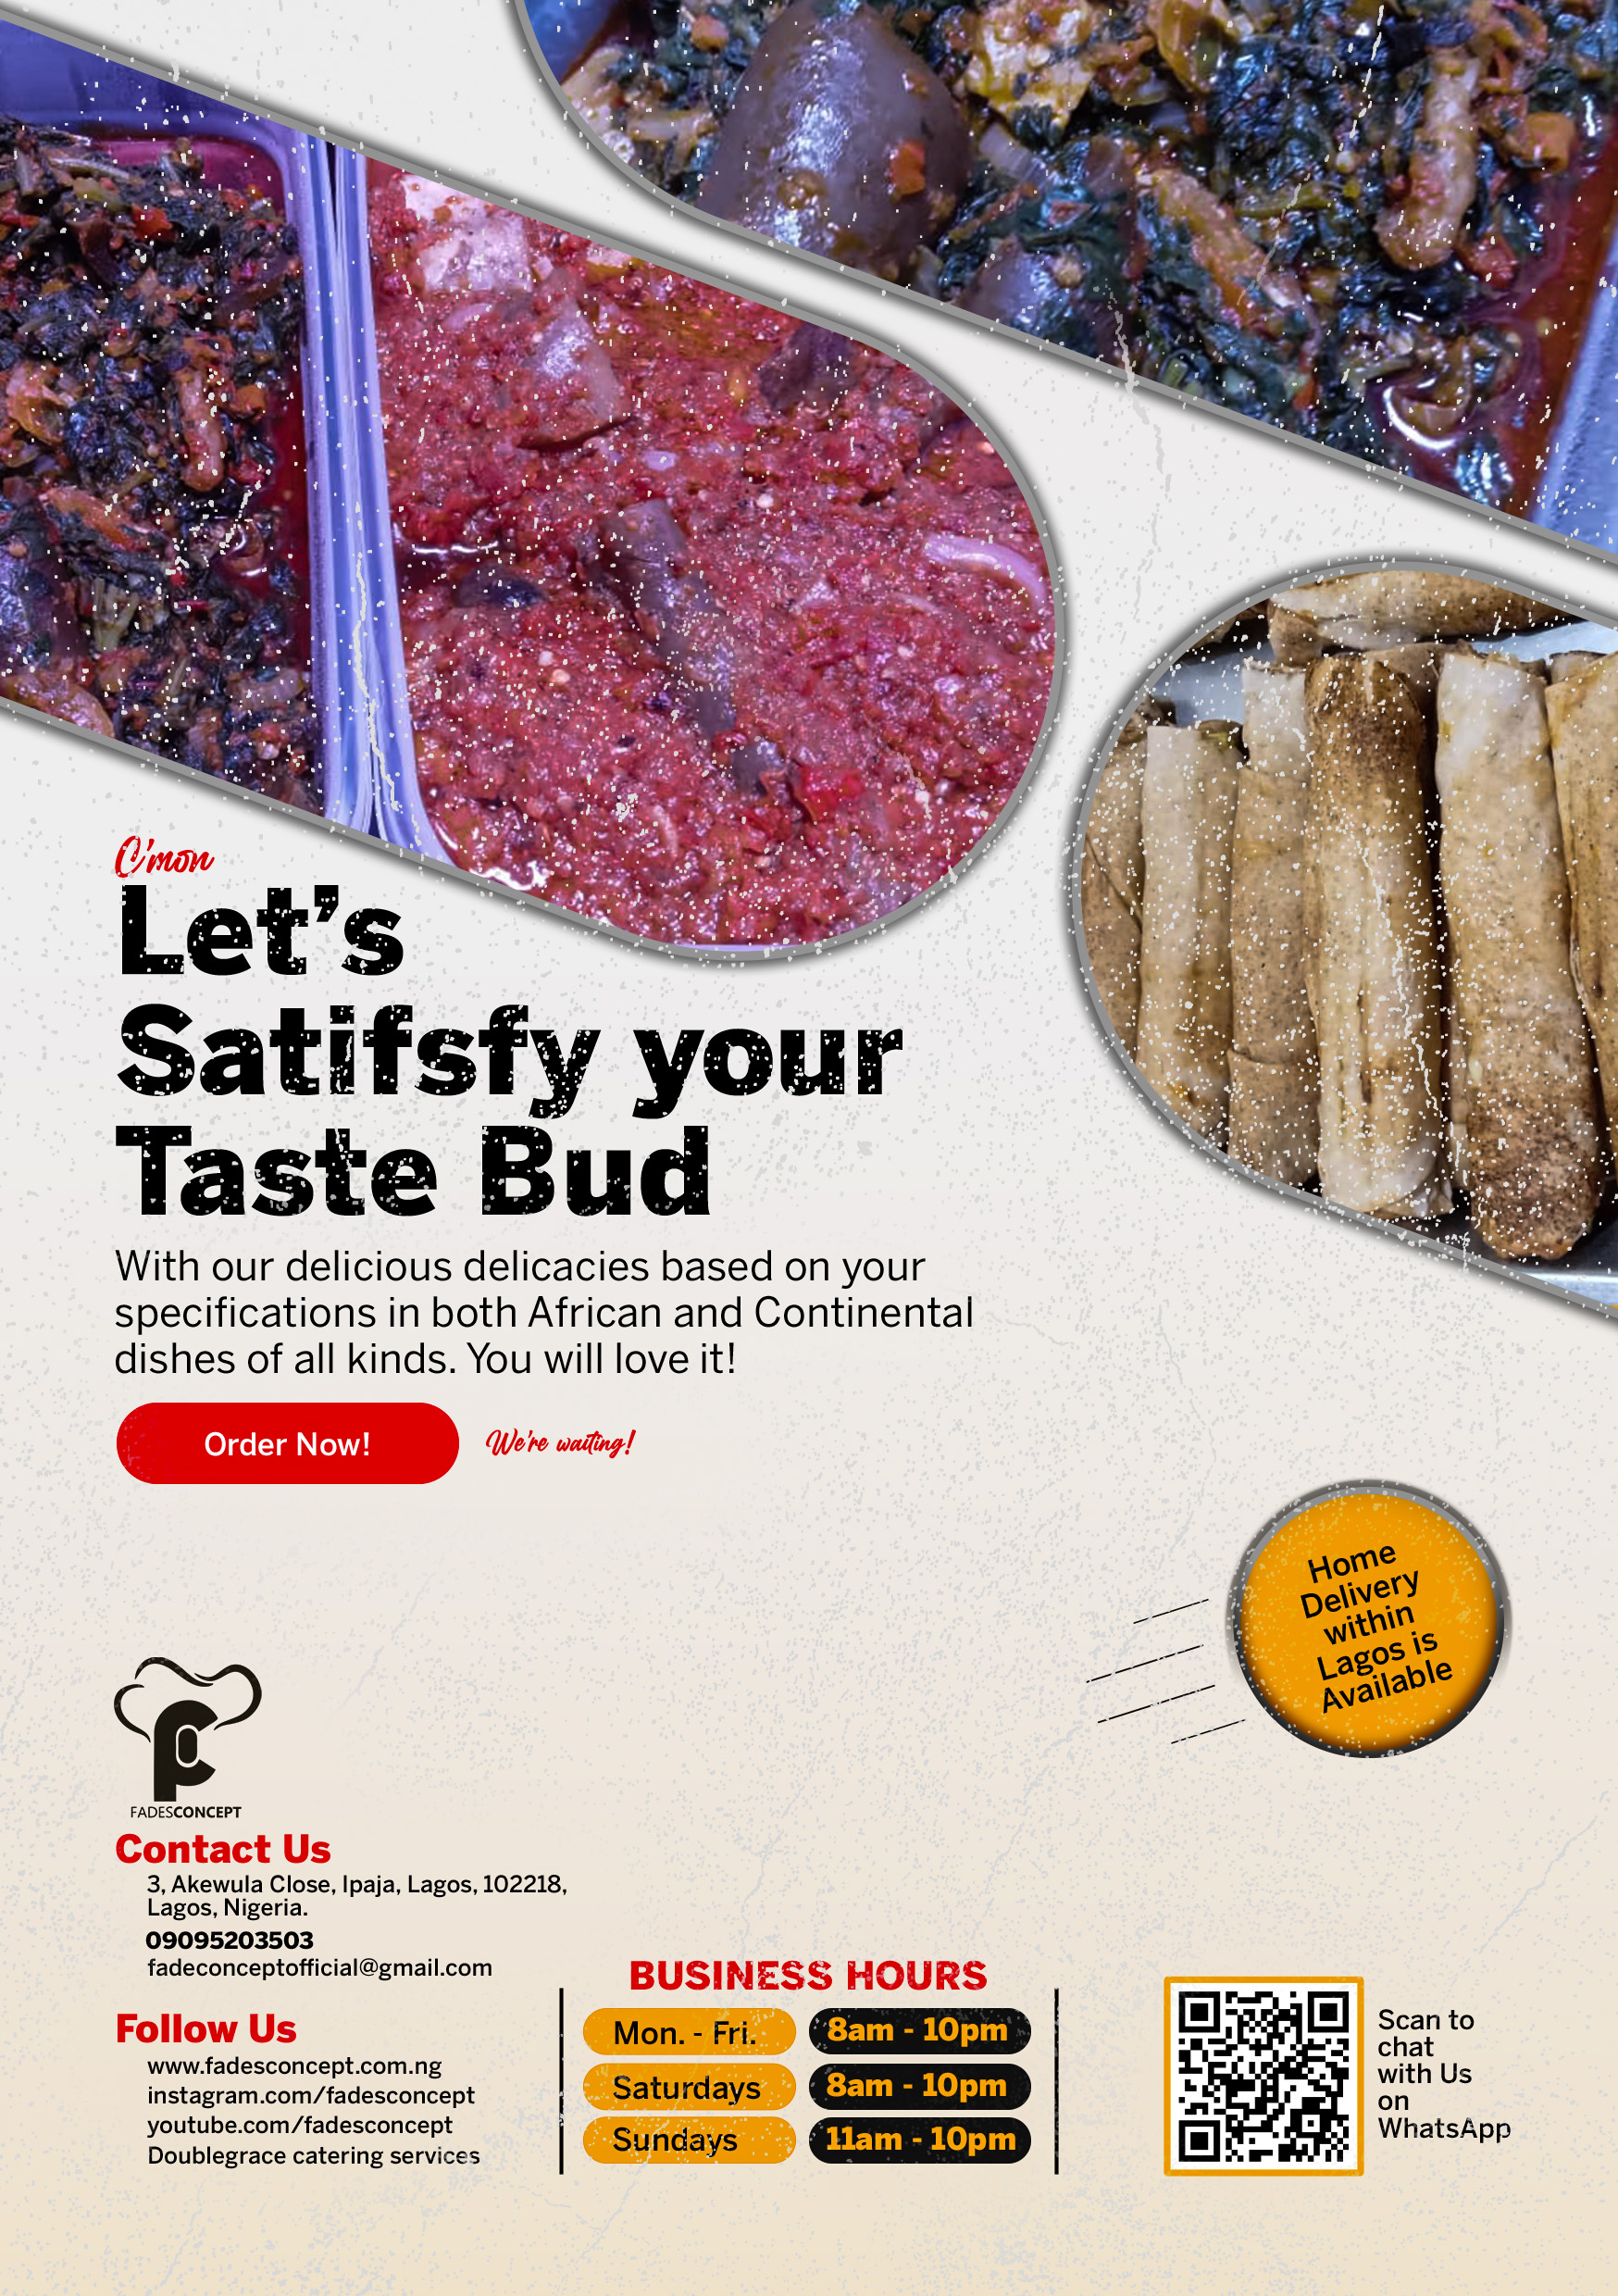 C'mon
Let's
Satifsfy your
Taste Bud
With our delicious delicacies based on your
specifications in both African and Continental
dishes of all kinds. You will love it!
Order Now!
We're waiting!
Home
Delivery
within
Lagos is
Available
FADESCONCEPT
Contact Us
3, Akewula Close, Ipaja, Lagos, 102218,
Lagos, Nigeria.
09095203503
fadeconceptofficial@gmail.com
Follow Us
www.fadesconcept.com.ng
instagram.com/fadesconcept
youtube.com/fadesconcept
Doublegrace catering services
BUSINESS HOURS
Mon. - Fri. 8am - 10pm
Saturdays 8am - 10pm
Sundays 11am - 10pm
Scan to
chat
with Us
on
WhatsApp